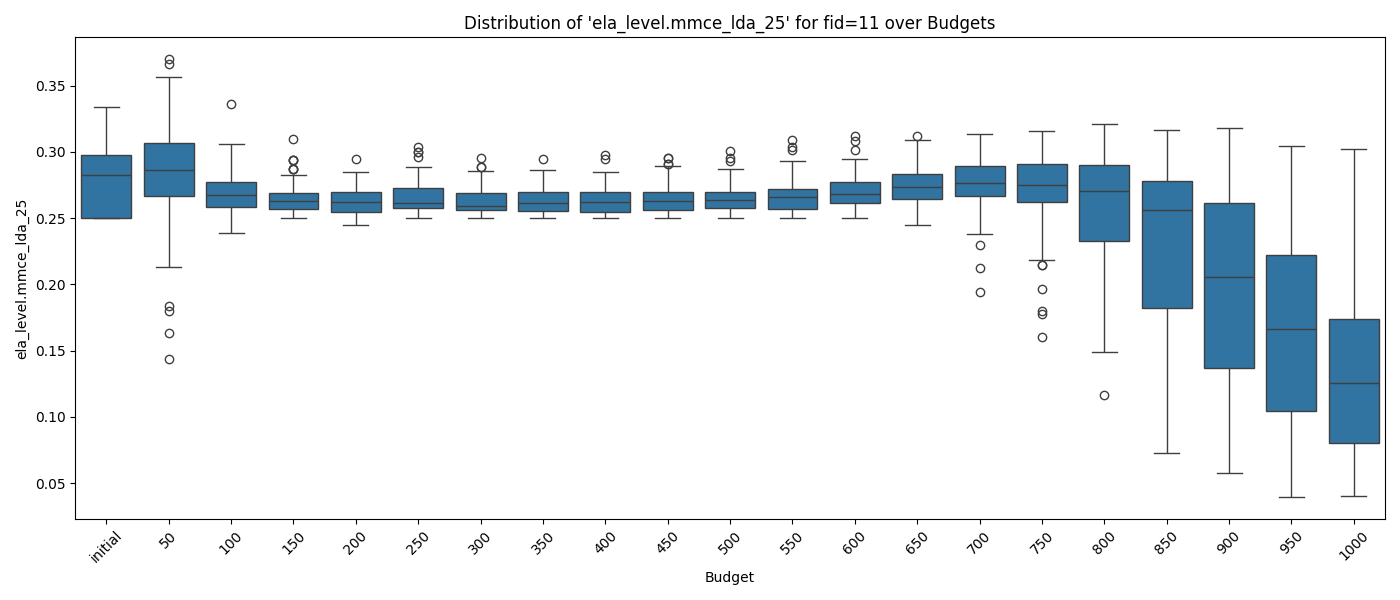 Distribution of 'ela_level.mmce_lda_25' for fid=11 over Budgets
ela_level.mmce_lda_25
0.35
0.30
0.25
0.20
0.15
0.10
0.05
initial 50 100 150 200 250 300 350 400 450 500 550 600 650 700 750 800 850 900 950 1000
Budget